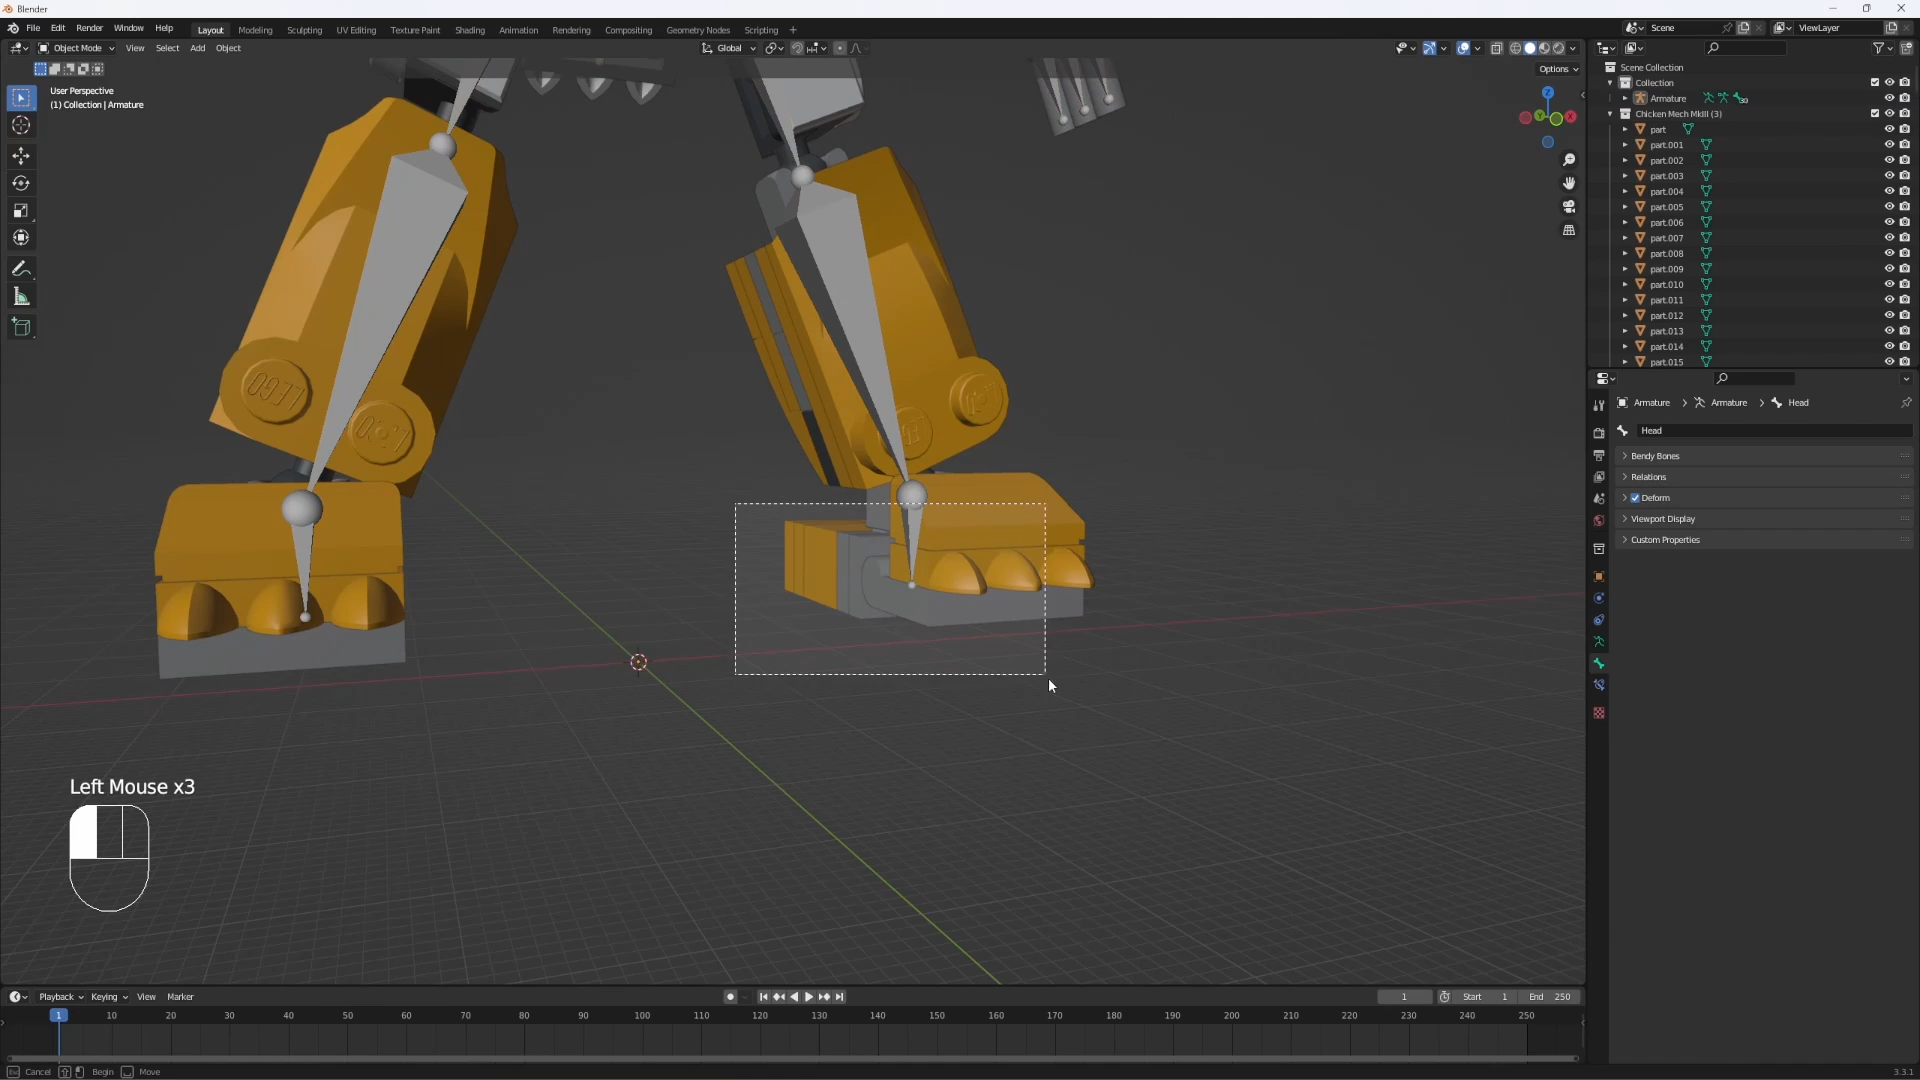 Blender
File Edit Render Window Help Layout Modeling Sculpting UV Editing Texture Paint Shading Animation Rendering Compositing Geometry Nodes Scripting + Scene ViewLayer
Object Mode View Select Add Object Global
Options
User Perspective
(1) Collection | Armature
Z
Y
X
Scene Collection
Collection
Armature 30
Chicken Mech MkIII (3)
part
part.001
part.002
part.003
part.004
part.005
part.006
part.007
part.008
part.009
part.010
part.011
part.012
part.013
part.014
part.015
Armature Armature Head
Head
Bendy Bones
Relations
Deform
Viewport Display
Custom Properties
Left Mouse x3
Playback Keying View Marker 1 Start 1 End 250
1 10 20 30 40 50 60 70 80 90 100 110 120 130 140 150 160 170 180 190 200 210 220 230 240 250
Cancel Begin Move 3.3.1